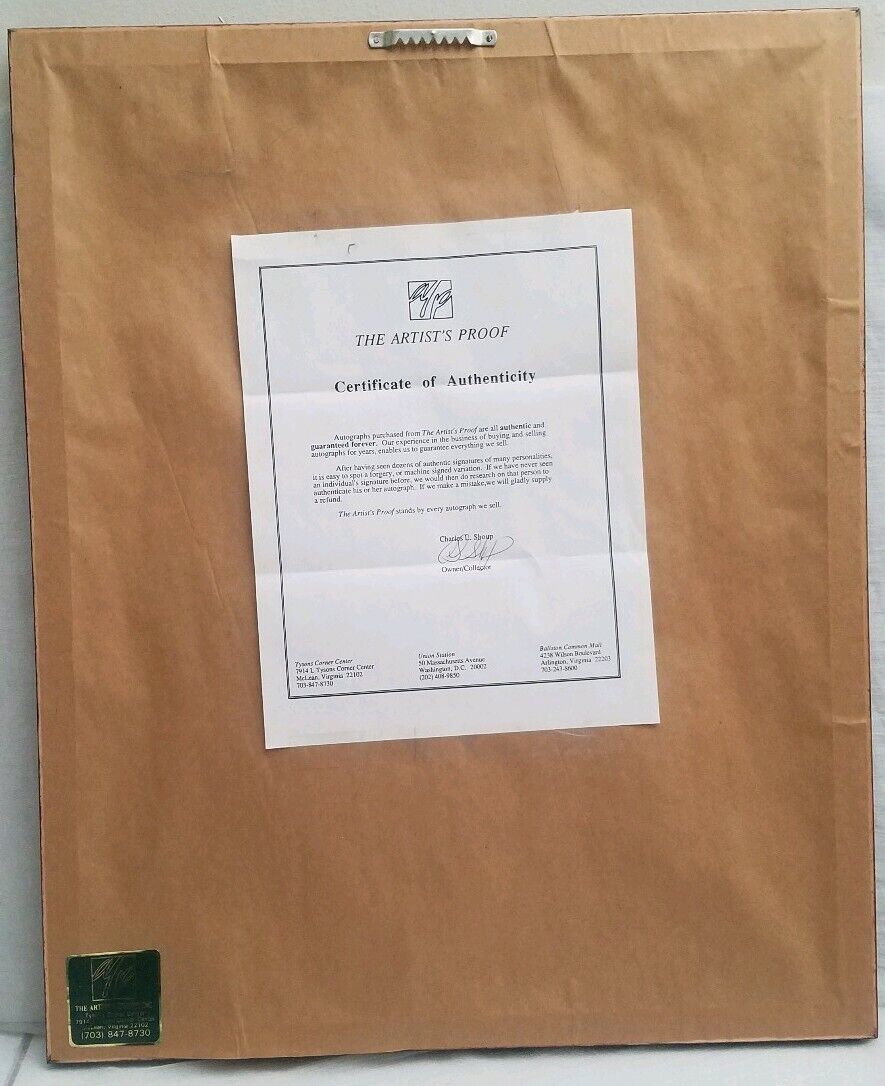 THE ARTIST'S PROOF
Certificate of Authenticity
Autographs purchased from The Artist's Proof are all authentic and
guaranteed forever. Our experience in the business of buying and selling
autographs for years, enables us to guarantee everything we sell.
After having seen dozens of authentic signatures of many personalities,
it is easy to spot a forgery, or machine signed variation. If we have never seen
an individual's signature before, we would then do research on that person to
authenticate his or her autograph. If we make a mistake,we will gladly supply
a refund.
The Artist's Proof stands by every autograph we sell.
Charles Shoup
Owner/Collector
Tysons Corner Center
7914 L Tysons Corner Center
McLean, Virginia 22102
703-847-8730
Union Station
50 Massachusetts Avenue
Washington, D.C. 20002
(202) 408-9850
Ballston Common Mall
4238 Wilson Boulevard
Arlington, Virginia 22203
703-243-8600
THE ART
McLean, Virginia 22102
(703) 847-8730